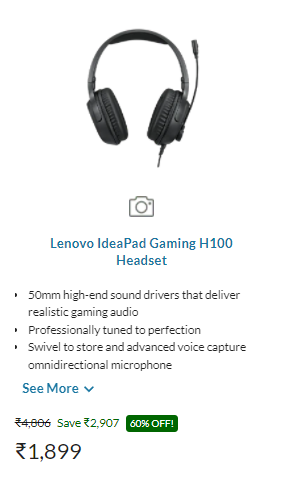 Lenovo IdeaPad Gaming H100
Headset
50mm high-end sound drivers that deliver
realistic gaming audio
Professionally tuned to perfection
Swivel to store and advanced voice capture
omnidirectional microphone
See More
₹4,806 Save ₹2,907 60% OFF!
₹1,899